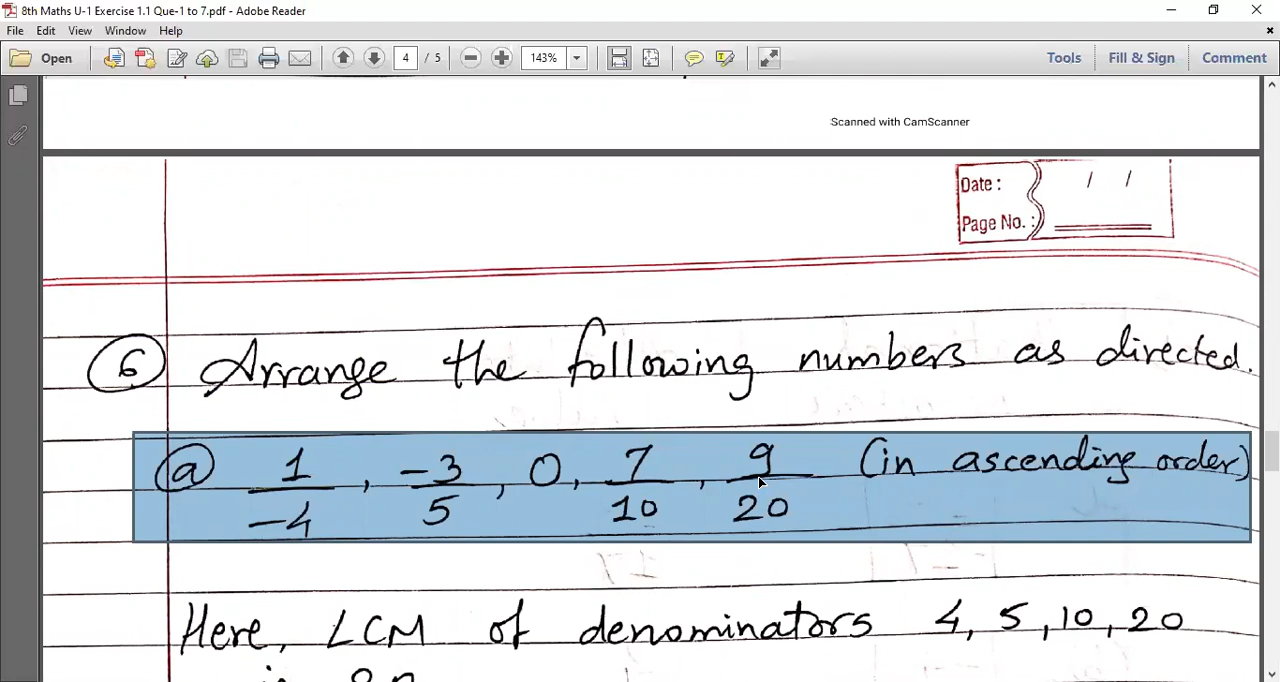 8th Maths U-1 Exercise 1.1 Que-1 to 7.pdf - Adobe Reader
File Edit View Window Help
Open 4 / 5 143% Tools Fill & Sign Comment
Scanned with CamScanner
Date : / /
Page No. :
6 Arrange the following numbers as directed.
a 1/-4, -3/5, 0, 7/10, 9/20 (in ascending order)
Here, LCM of denominators 4, 5, 10, 20